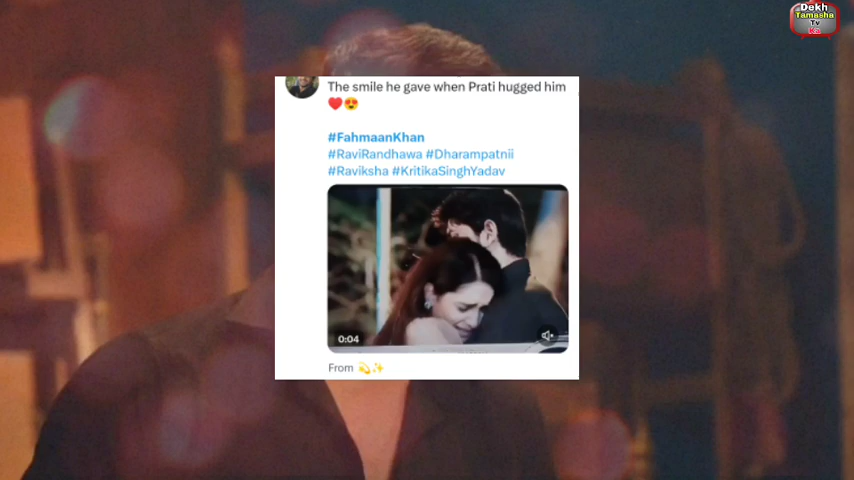 Dekh
Tamasha
Tv
Ka
The smile he gave when Prati hugged him
❤️😍
#FahmaanKhan
#RaviRandhawa #Dharampatnii
#Raviksha #KritikaSinghYadav
0:04
From 💫✨